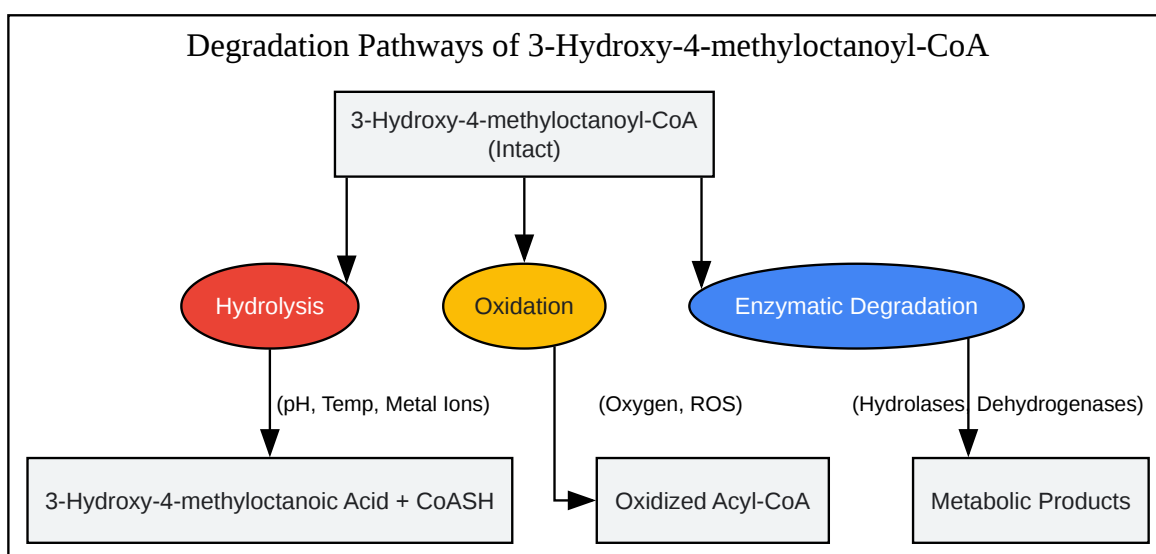 Degradation Pathways of 3-Hydroxy-4-methyloctanoyl-CoA
3-Hydroxy-4-methyloctanoyl-CoA
(Intact)
Hydrolysis
Oxidation
Enzymatic Degradation
(pH, Temp, Metal Ions)
(Oxygen, ROS)
(Hydrolases, Dehydrogenases)
3-Hydroxy-4-methyloctanoic Acid + CoASH
Oxidized Acyl-CoA
Metabolic Products